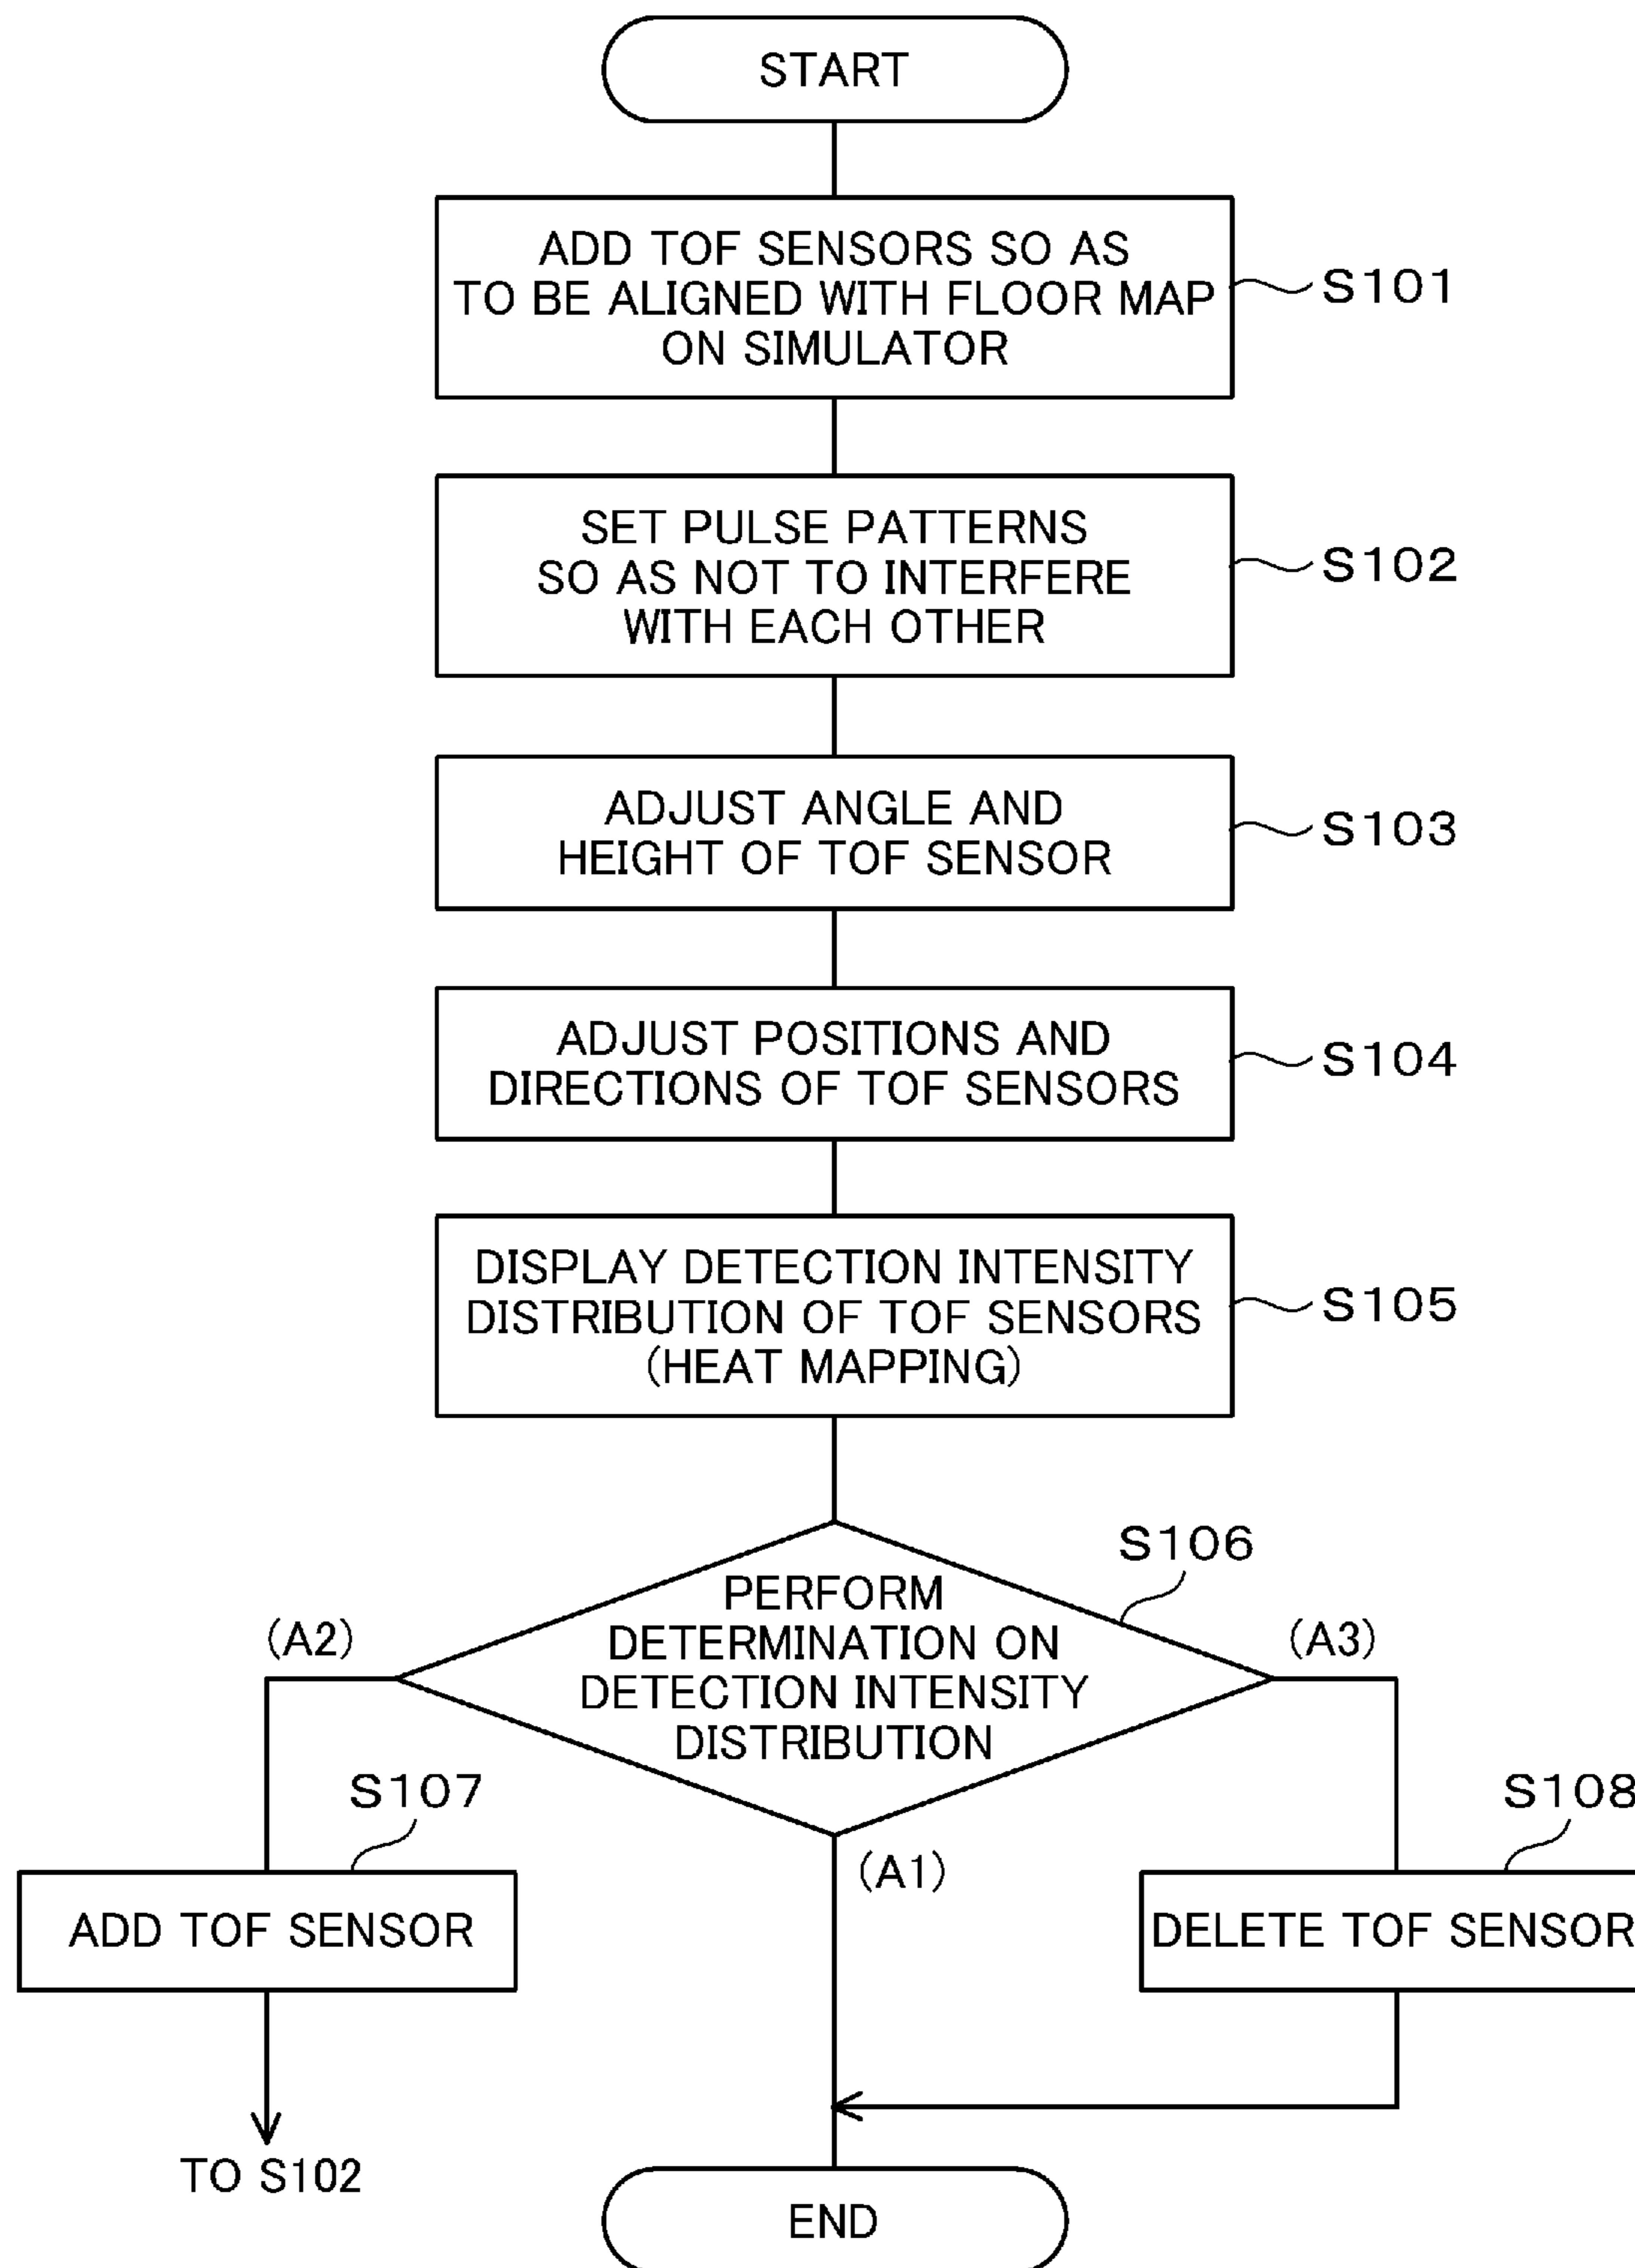 START
ADD TOF SENSORS SO AS
TO BE ALIGNED WITH FLOOR MAP
ON SIMULATOR
S101
SET PULSE PATTERNS
SO AS NOT TO INTERFERE
WITH EACH OTHER
S102
ADJUST ANGLE AND
HEIGHT OF TOF SENSOR
S103
ADJUST POSITIONS AND
DIRECTIONS OF TOF SENSORS
S104
DISPLAY DETECTION INTENSITY
DISTRIBUTION OF TOF SENSORS
(HEAT MAPPING)
S105
S106
PERFORM
DETERMINATION ON
DETECTION INTENSITY
DISTRIBUTION
(A2)
(A3)
S107
S108
(A1)
ADD TOF SENSOR
DELETE TOF SENSOR
TO S102
END